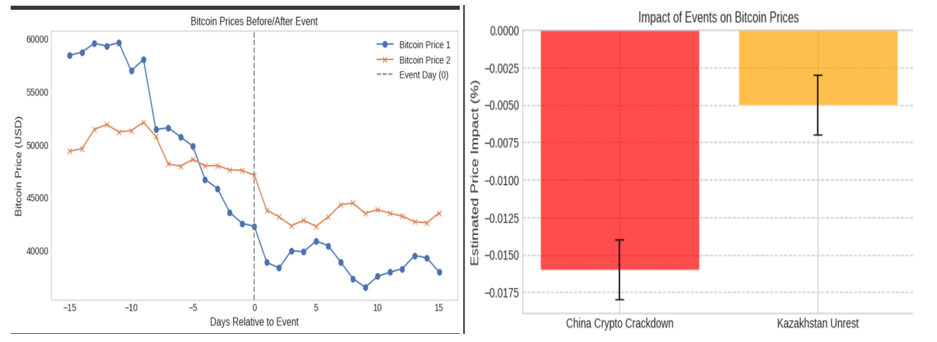 Bitcoin Prices Before/After Event
Bitcoin Price (USD)
60000
55000
50000
45000
40000
Bitcoin Price 1
Bitcoin Price 2
Event Day (0)
−15
−10
−5
0
5
10
15
Days Relative to Event
Impact of Events on Bitcoin Prices
Estimated Price Impact (%)
0.0000
−0.0025
−0.0050
−0.0075
−0.0100
−0.0125
−0.0150
−0.0175
China Crypto Crackdown
Kazakhstan Unrest